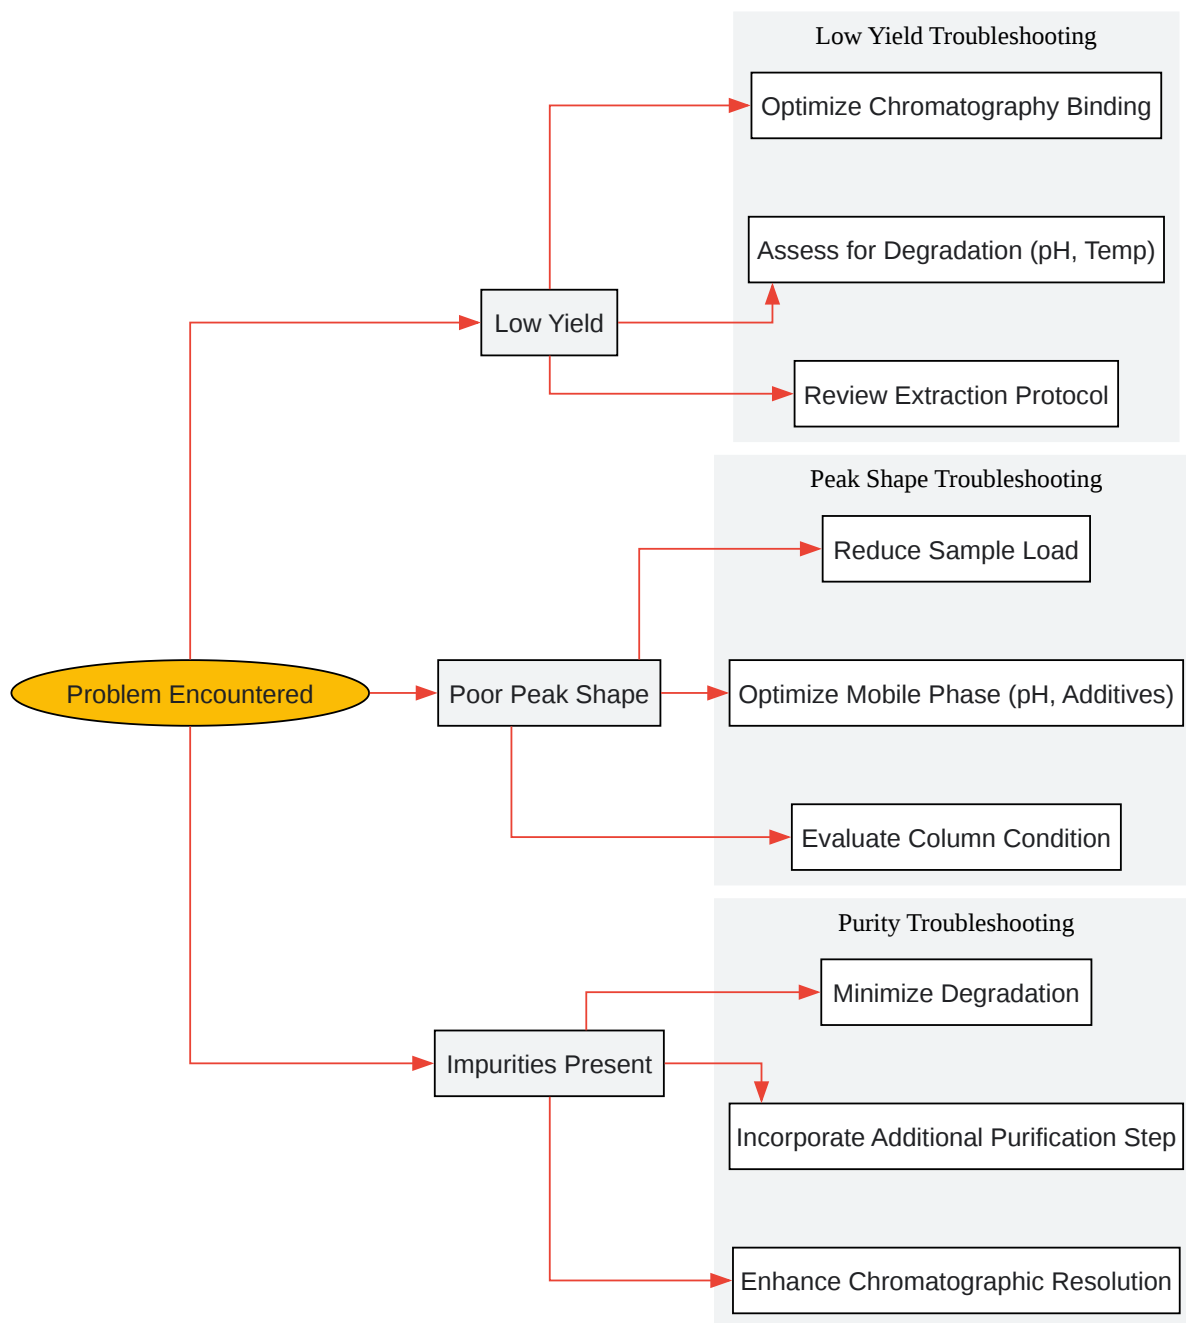 Low Yield Troubleshooting
Optimize Chromatography Binding
Assess for Degradation (pH, Temp)
Low Yield
Review Extraction Protocol
Peak Shape Troubleshooting
Reduce Sample Load
Problem Encountered
Poor Peak Shape
Optimize Mobile Phase (pH, Additives)
Evaluate Column Condition
Purity Troubleshooting
Minimize Degradation
Impurities Present
Incorporate Additional Purification Step
Enhance Chromatographic Resolution